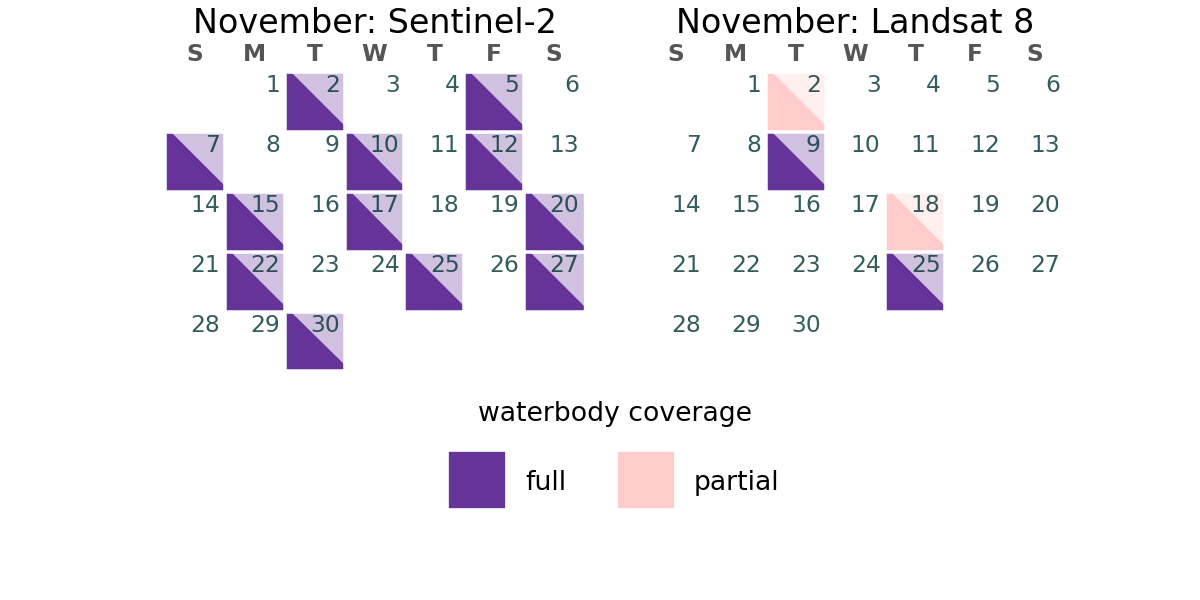 November: Sentinel-2
S M T W T F S
1 2 3 4 5 6
7 8 9 10 11 12 13
14 15 16 17 18 19 20
21 22 23 24 25 26 27
28 29 30
November: Landsat 8
S M T W T F S
1 2 3 4 5 6
7 8 9 10 11 12 13
14 15 16 17 18 19 20
21 22 23 24 25 26 27
28 29 30
waterbody coverage
full partial